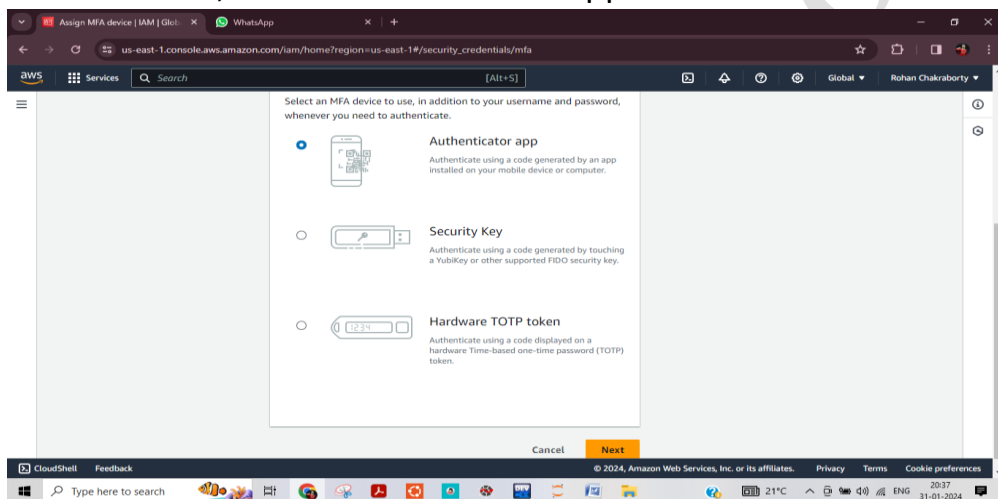 Assign MFA device | IAM | Glob
WhatsApp
us-east-1.console.aws.amazon.com/iam/home?region=us-east-1#/security_credentials/mfa
aws
Services
Search
[Alt+S]
Global
Rohan Chakraborty
Select an MFA device to use, in addition to your username and password,
whenever you need to authenticate.
Authenticator app
Authenticate using a code generated by an app
installed on your mobile device or computer.
Security Key
Authenticate using a code generated by touching
a YubiKey or other supported FIDO security key.
1234
Hardware TOTP token
Authenticate using a code displayed on a
hardware Time-based one-time password (TOTP)
token.
Cancel
Next
CloudShell
Feedback
© 2024, Amazon Web Services, Inc. or its affiliates.
Privacy
Terms
Cookie preferences
Type here to search
DEV
21°C
ENG
20:37
31-01-2024